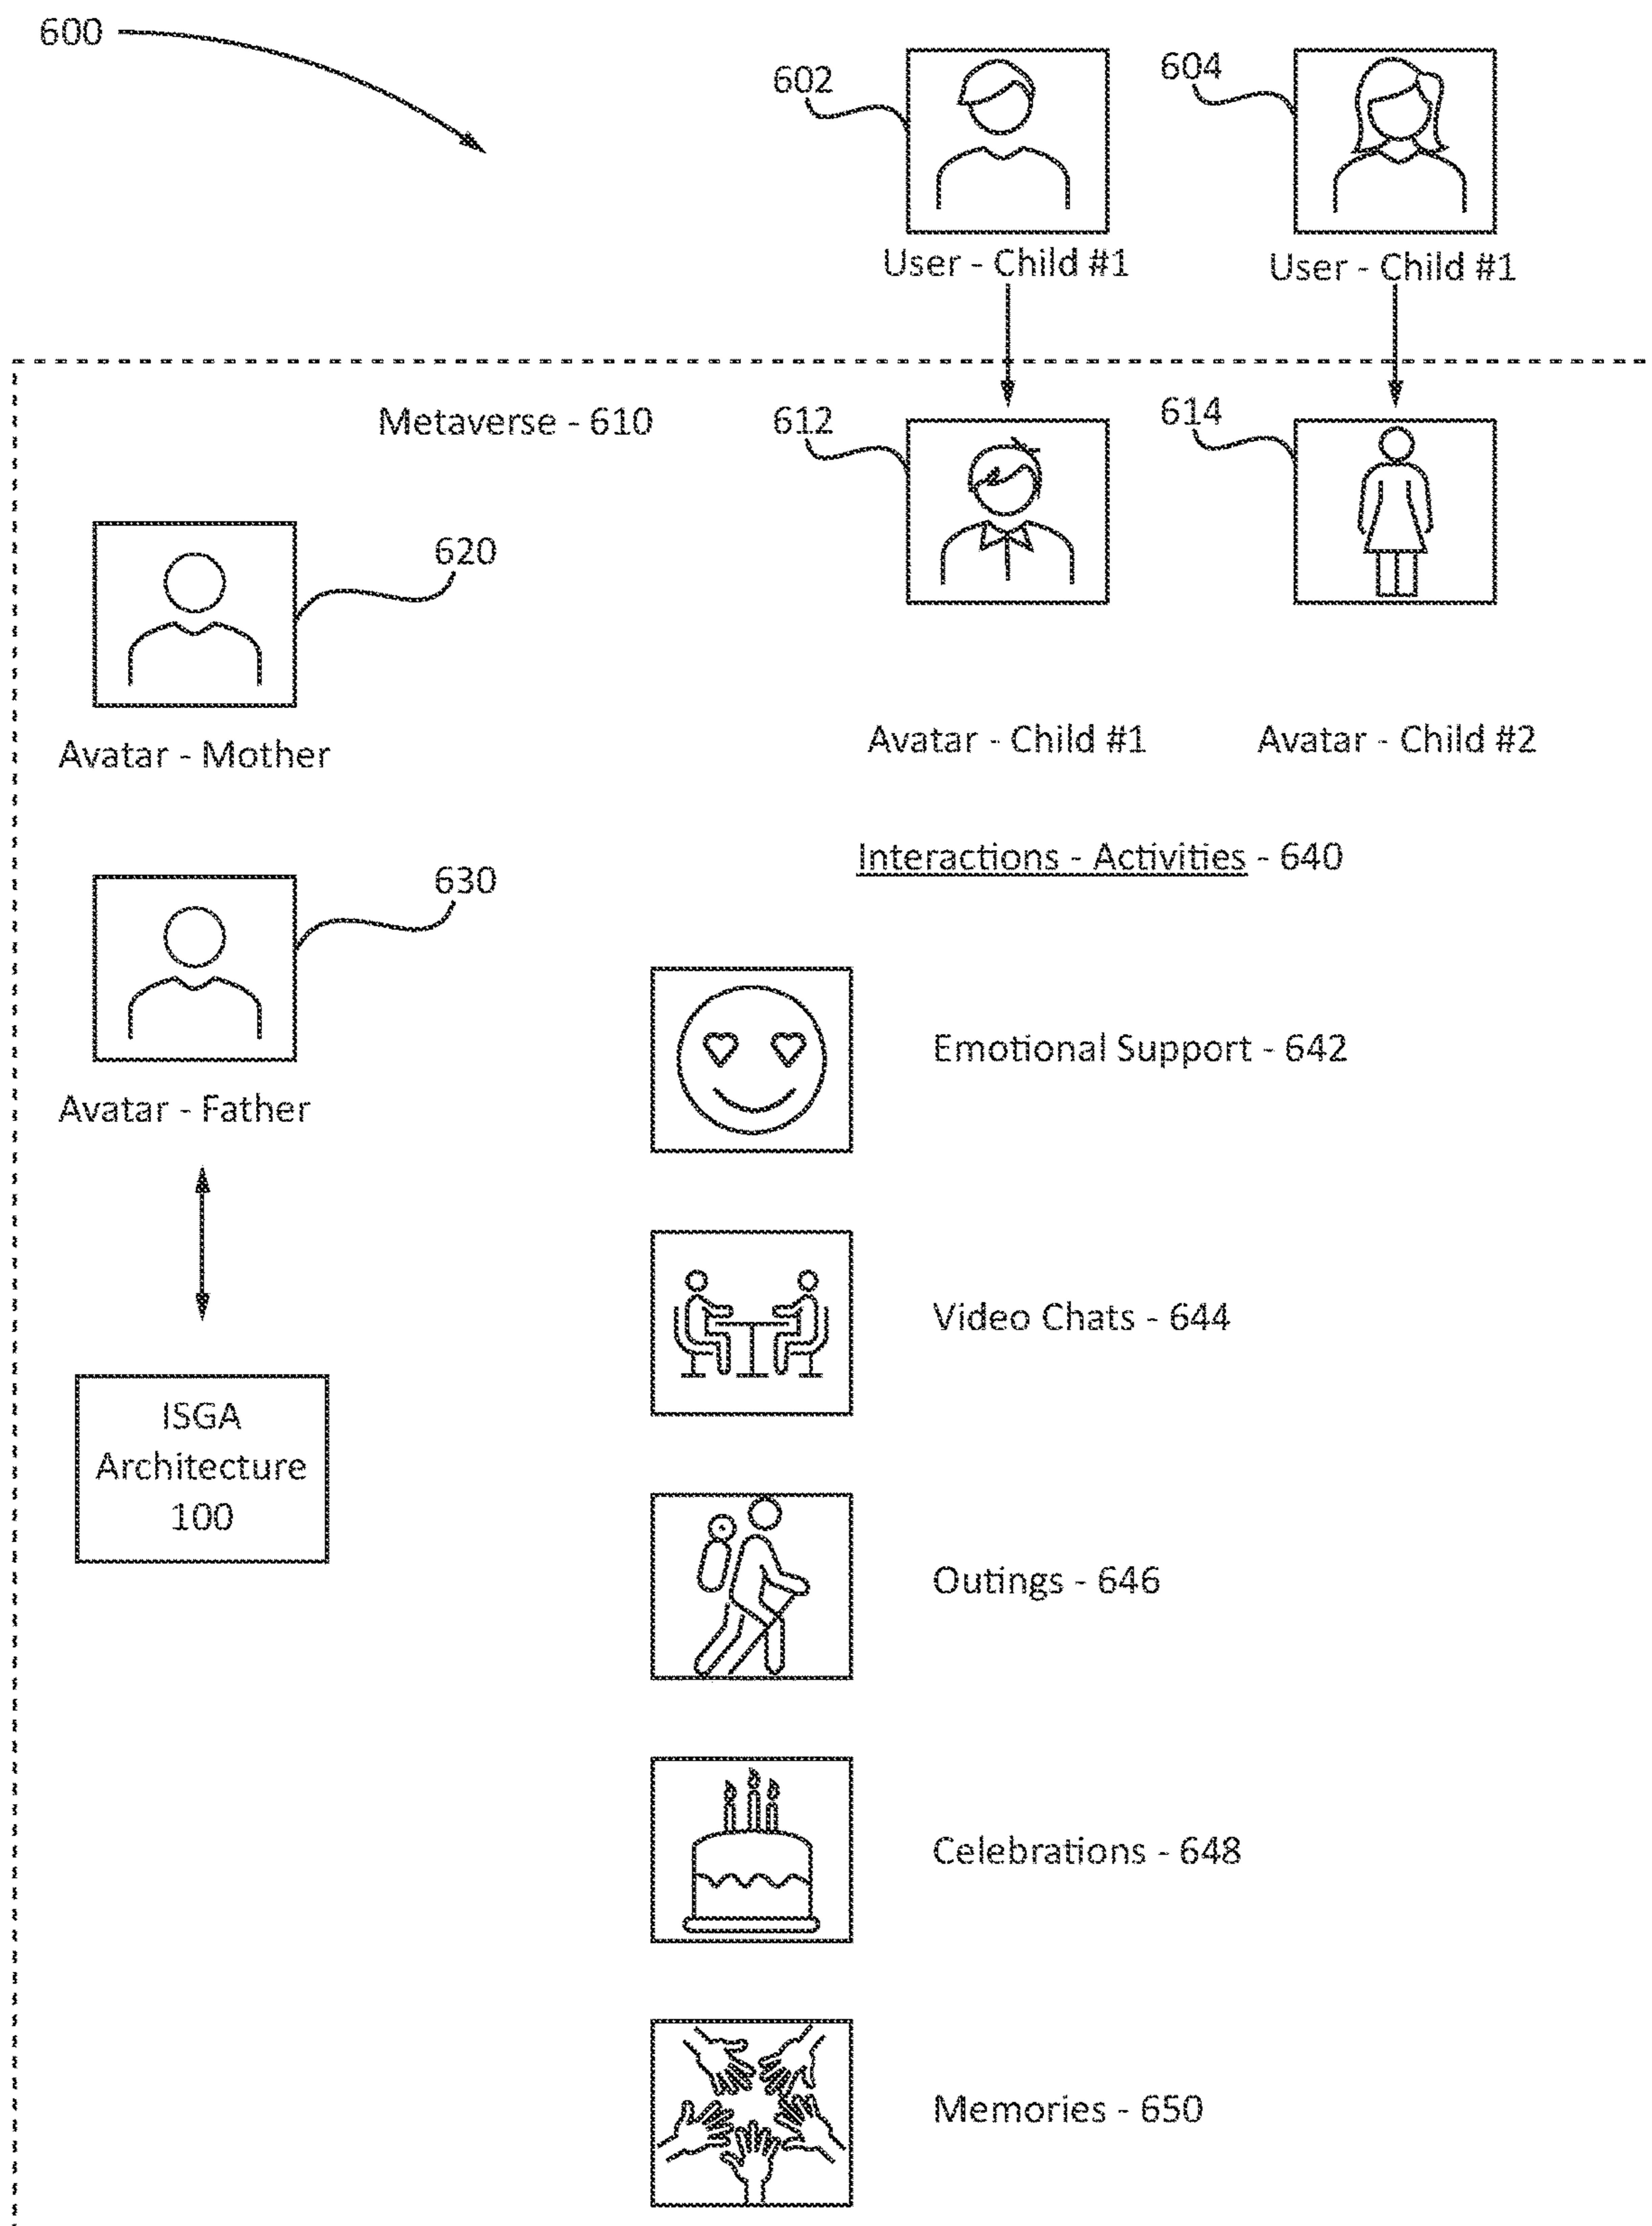 600
602
604
User - Child #1
User - Child #1
Metaverse - 610
612
614
620
Avatar - Mother
Avatar - Child #1
Avatar - Child #2
Interactions - Activities - 640
630
Avatar - Father
Emotional Support - 642
Video Chats - 644
ISGA
Architecture
100
Outings - 646
Celebrations - 648
Memories - 650